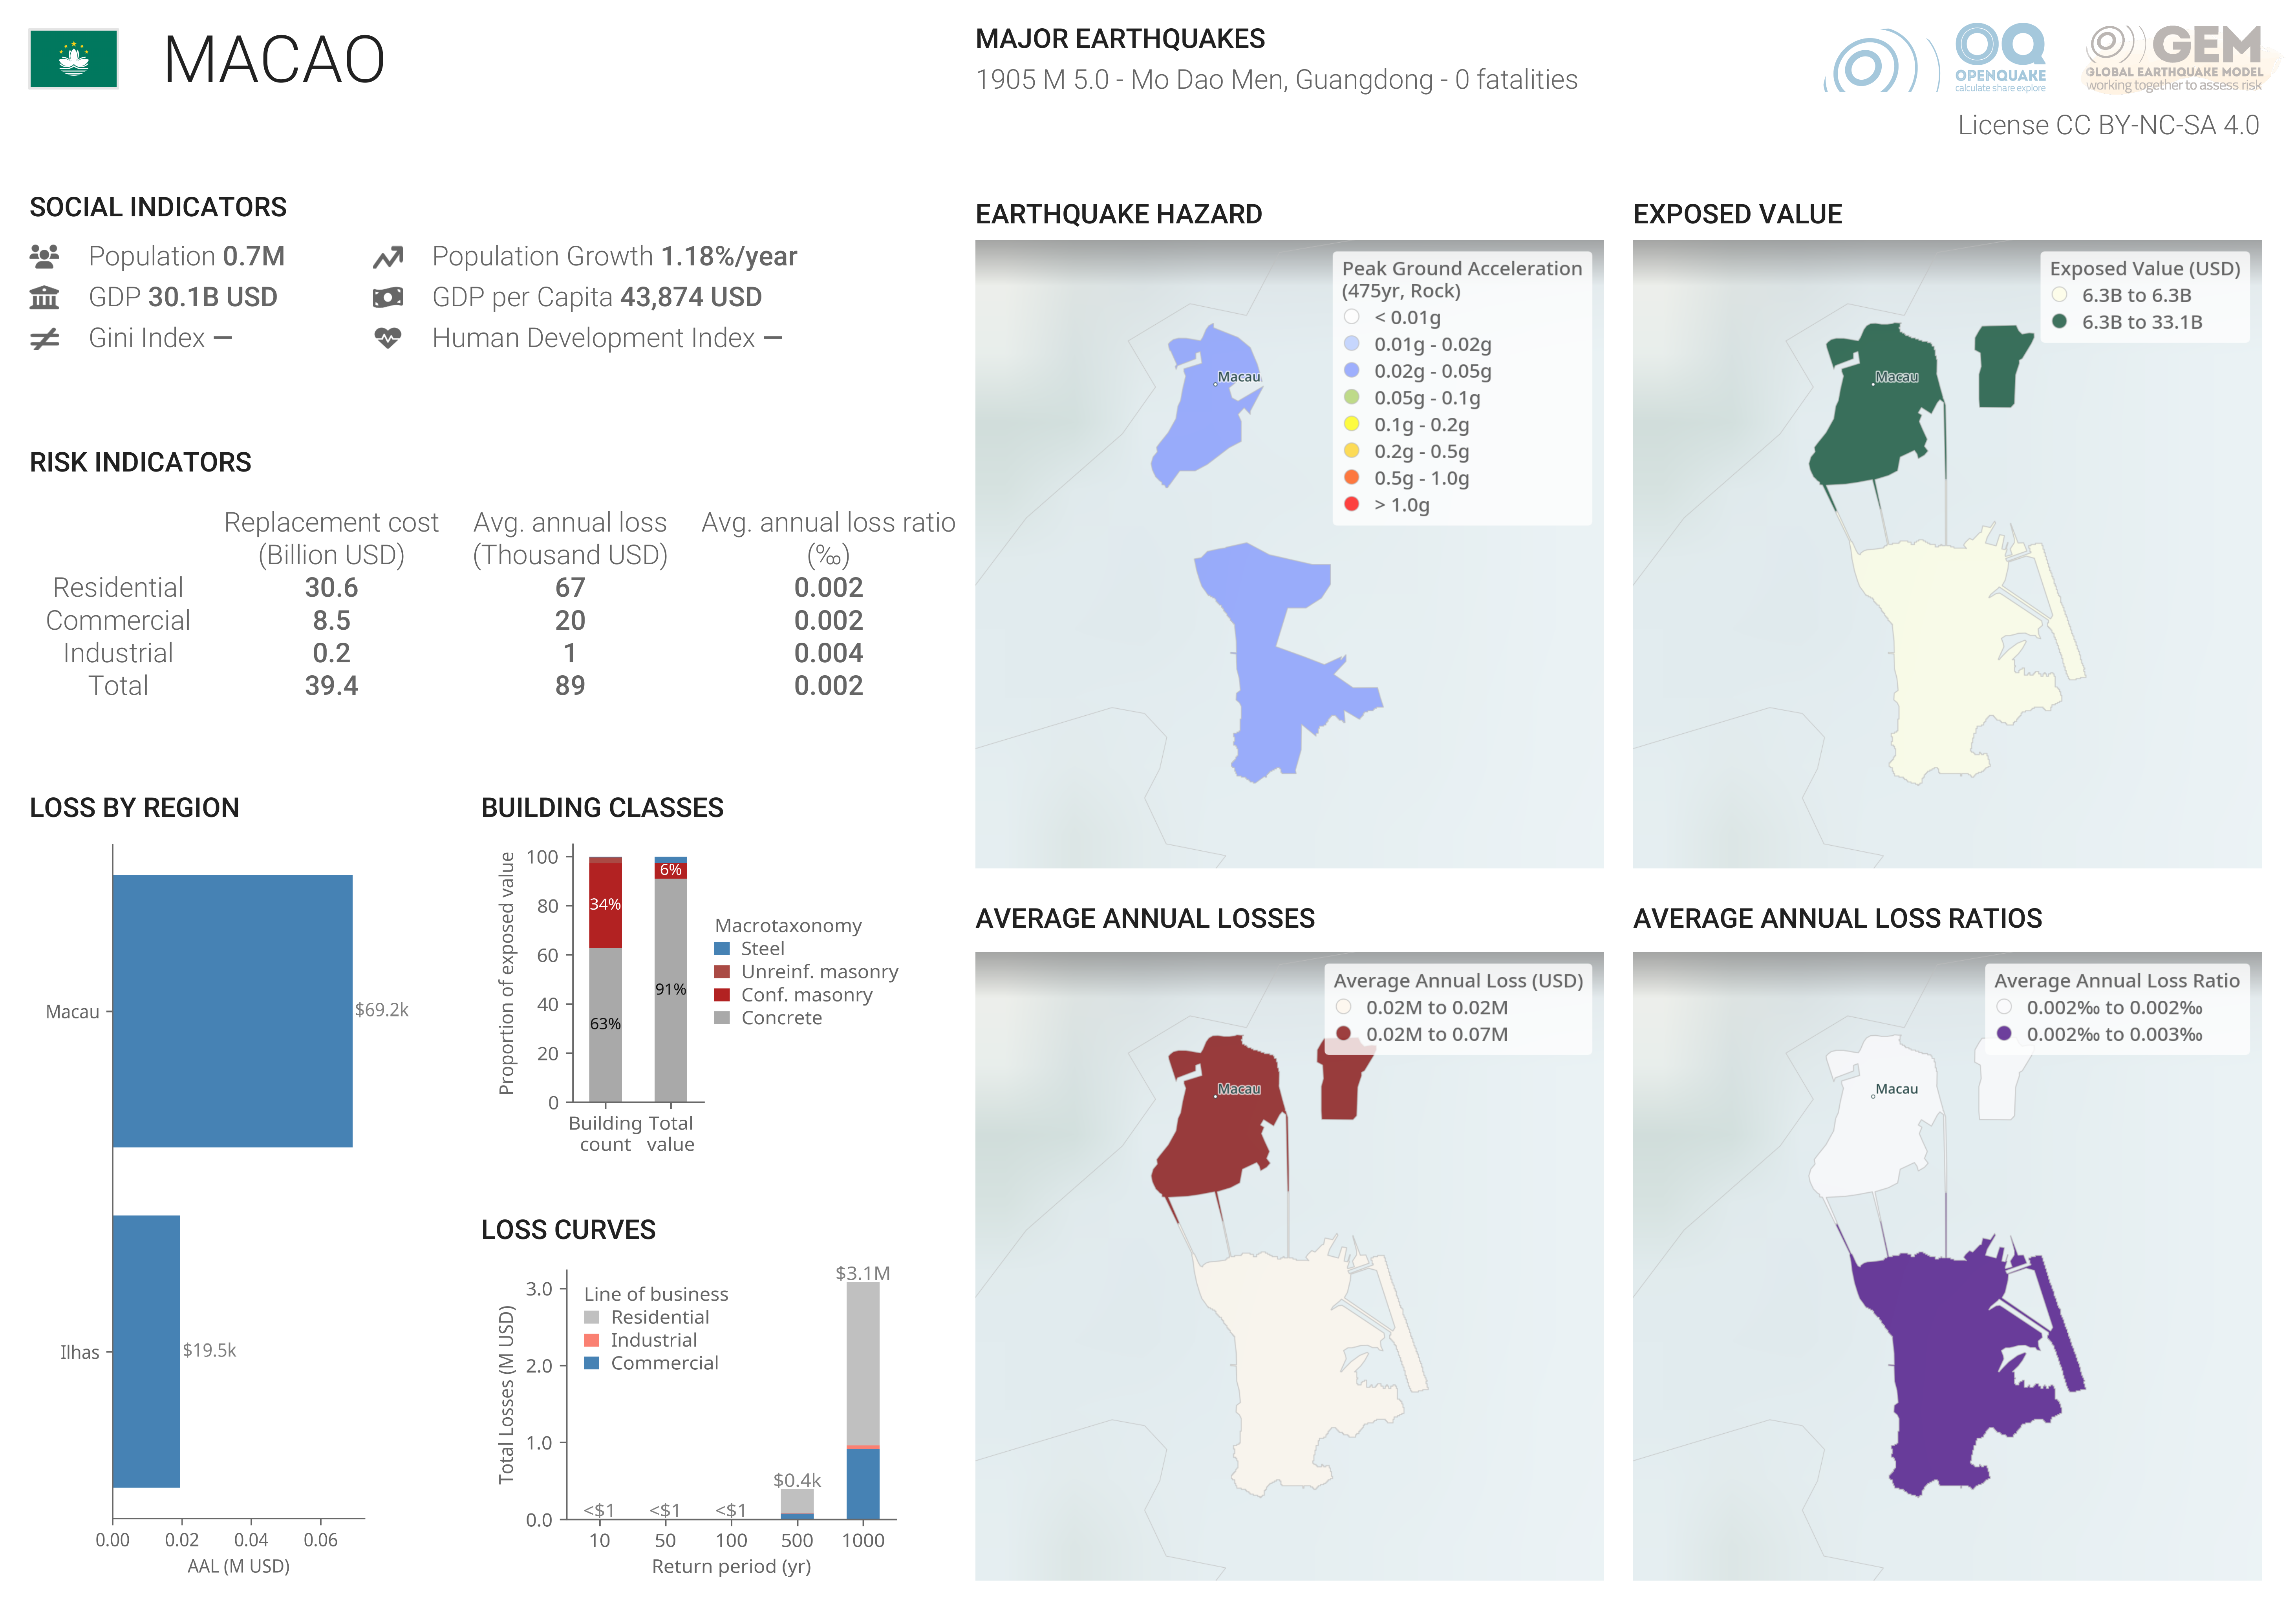 MACAO
MAJOR EARTHQUAKES
1905 M 5.0 - Mo Dao Men, Guangdong - 0 fatalities
OQ
OPENQUAKE
calculate share explore
GEM
GLOBAL EARTHQUAKE MODEL
working together to assess risk
License CC BY-NC-SA 4.0
SOCIAL INDICATORS
Population 0.7M
Population Growth 1.18%/year
GDP 30.1B USD
GDP per Capita 43,874 USD
Gini Index —
Human Development Index —
RISK INDICATORS
Replacement cost (Billion USD)
Avg. annual loss (Thousand USD)
Avg. annual loss ratio (‰)
Residential 30.6 67 0.002
Commercial 8.5 20 0.002
Industrial 0.2 1 0.004
Total 39.4 89 0.002
LOSS BY REGION
Macau
$69.2k
Ilhas
$19.5k
0.00 0.02 0.04 0.06
AAL (M USD)
BUILDING CLASSES
Proportion of exposed value
100
80
60
40
20
0
34%
63%
6%
91%
Building count
Total value
Macrotaxonomy
Steel
Unreinf. masonry
Conf. masonry
Concrete
LOSS CURVES
Total Losses (M USD)
3.0
2.0
1.0
0.0
Line of business
Residential
Industrial
Commercial
<$1 <$1 <$1 $0.4k $3.1M
10 50 100 500 1000
Return period (yr)
EARTHQUAKE HAZARD
Peak Ground Acceleration
(475yr, Rock)
< 0.01g
0.01g - 0.02g
0.02g - 0.05g
0.05g - 0.1g
0.1g - 0.2g
0.2g - 0.5g
0.5g - 1.0g
> 1.0g
Macau
EXPOSED VALUE
Exposed Value (USD)
6.3B to 6.3B
6.3B to 33.1B
Macau
AVERAGE ANNUAL LOSSES
Average Annual Loss (USD)
0.02M to 0.02M
0.02M to 0.07M
Macau
AVERAGE ANNUAL LOSS RATIOS
Average Annual Loss Ratio
0.002‰ to 0.002‰
0.002‰ to 0.003‰
Macau